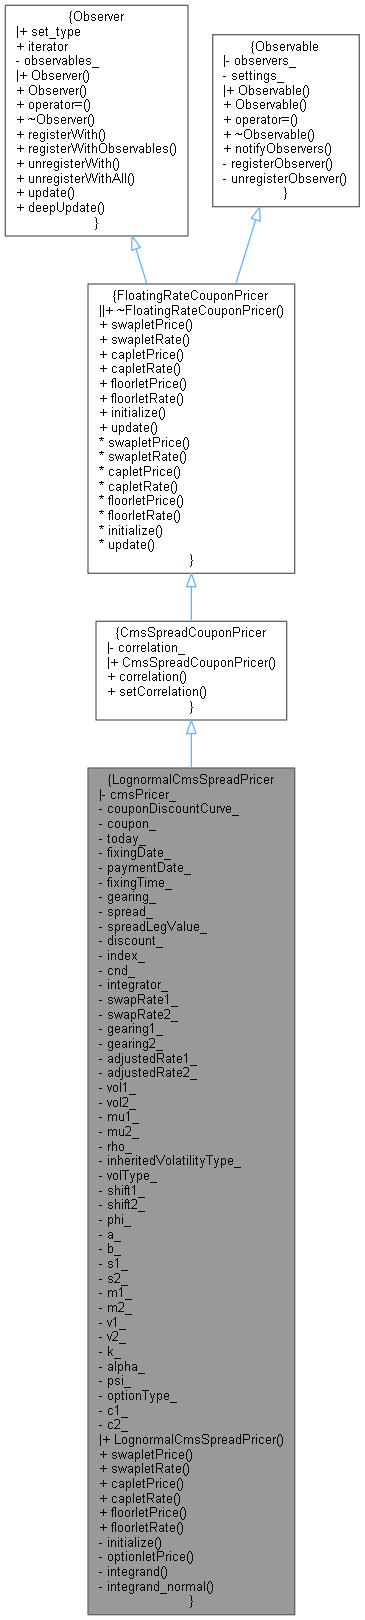 {Observer
|+ set_type
+ iterator
- observables_
|+ Observer()
+ Observer()
+ operator=()
+ ~Observer()
+ registerWith()
+ registerWithObservables()
+ unregisterWith()
+ unregisterWithAll()
+ update()
+ deepUpdate()
}
{Observable
|- observers_
- settings_
|+ Observable()
+ Observable()
+ operator=()
+ ~Observable()
+ notifyObservers()
- registerObserver()
- unregisterObserver()
}
{FloatingRateCouponPricer
||+ ~FloatingRateCouponPricer()
+ swapletPrice()
+ swapletRate()
+ capletPrice()
+ capletRate()
+ floorletPrice()
+ floorletRate()
+ initialize()
+ update()
* swapletPrice()
* swapletRate()
* capletPrice()
* capletRate()
* floorletPrice()
* floorletRate()
* initialize()
* update()
}
{CmsSpreadCouponPricer
|- correlation_
|+ CmsSpreadCouponPricer()
+ correlation()
+ setCorrelation()
}
{LognormalCmsSpreadPricer
|- cmsPricer_
- couponDiscountCurve_
- coupon_
- today_
- fixingDate_
- paymentDate_
- fixingTime_
- gearing_
- spread_
- spreadLegValue_
- discount_
- index_
- cnd_
- integrator_
- swapRate1_
- swapRate2_
- gearing1_
- gearing2_
- adjustedRate1_
- adjustedRate2_
- vol1_
- vol2_
- mu1_
- mu2_
- rho_
- inheritedVolatilityType_
- volType_
- shift1_
- shift2_
- phi_
- a_
- b_
- s1_
- s2_
- m1_
- m2_
- v1_
- v2_
- k_
- alpha_
- psi_
- optionType_
- c1_
- c2_
|+ LognormalCmsSpreadPricer()
+ swapletPrice()
+ swapletRate()
+ capletPrice()
+ capletRate()
+ floorletPrice()
+ floorletRate()
- initialize()
- optionletPrice()
- integrand()
- integrand_normal()
}